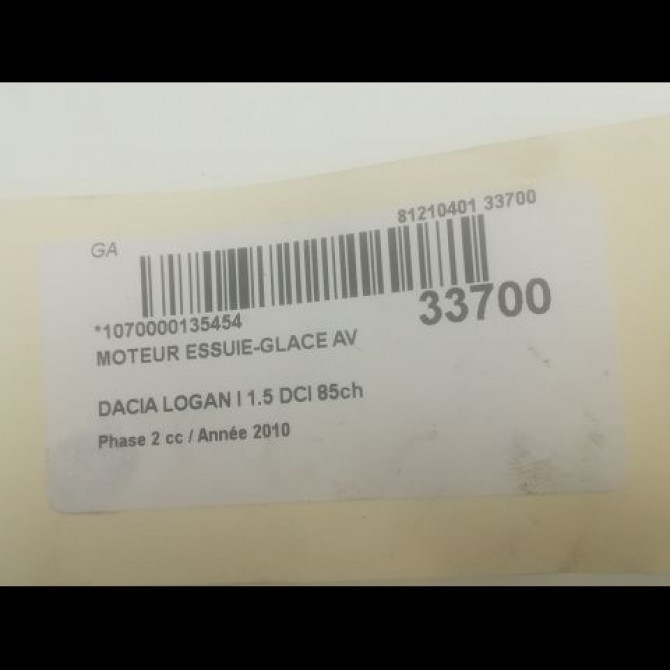 81210401 33700
GA
*1070000135454
33700
MOTEUR ESSUIE-GLACE AV
DACIA LOGAN I 1.5 DCI 85ch
Phase 2 cc / Année 2010